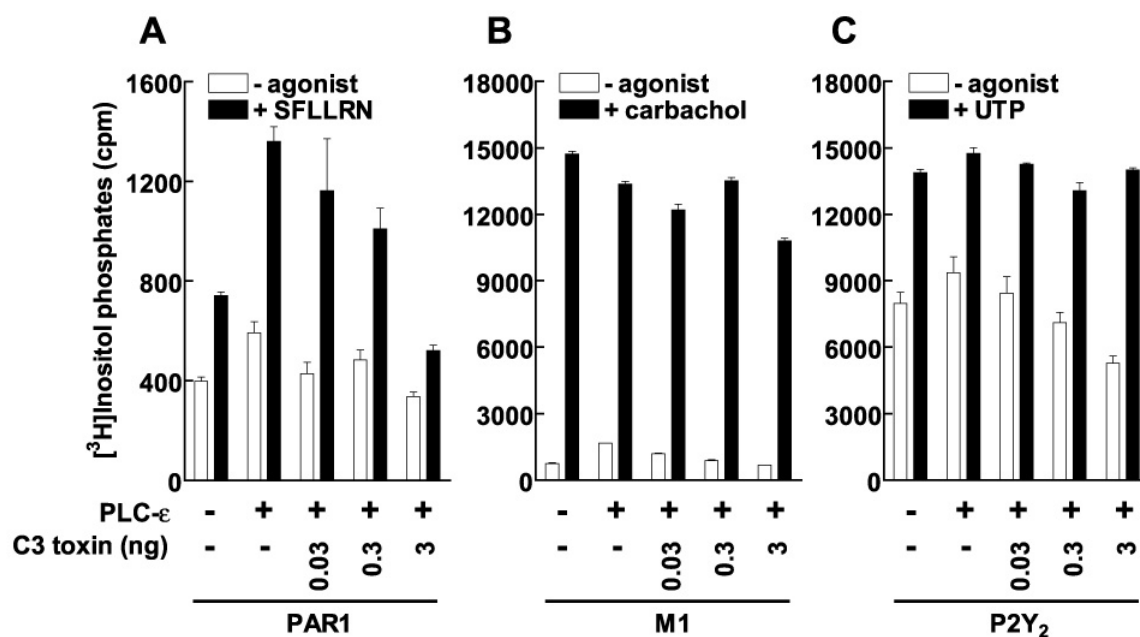 A B C
1600 1200 800 400 0
[³H]Inositol phosphates (cpm)
- agonist
+ SFLLRN
18000 15000 12000 9000 6000 3000 0
- agonist
+ carbachol
18000 15000 12000 9000 6000 3000 0
- agonist
+ UTP
PLC-ε - + + + + - + + + + - + + + +
C3 toxin (ng) - - 0.03 0.3 3 - - 0.03 0.3 3 - - 0.03 0.3 3
PAR1 M1 P2Y₂